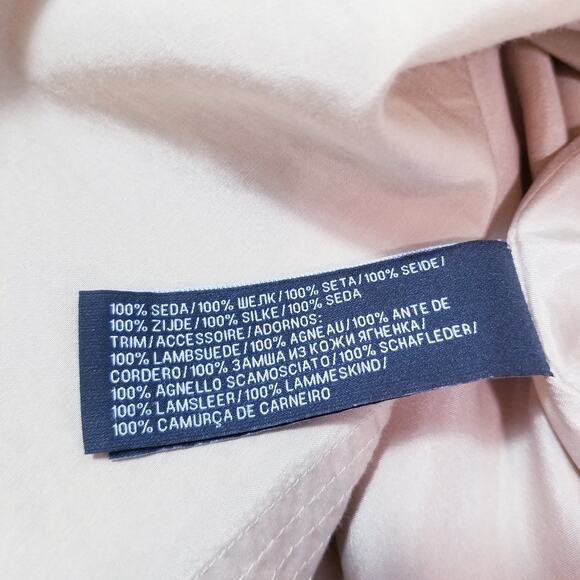 100% SEDA/100% ШЕЛК/100% SETA/100% SEIDE/
100% ZIJDE/100% SILKE/100% SEDA
TRIM/ACCESSOIRE/ADORNOS:
100% LAMBSUEDE/100% AGNEAU/100% ANTE DE
CORDERO/100% ЗАМША ИЗ КОЖИ ЯГНЕНКА/
100% AGNELLO SCAMOSCIATO/100% SCHAFLEDER/
100% LAMSLEER/100% LAMMESKIND/
100% CAMURÇA DE CARNEIRO